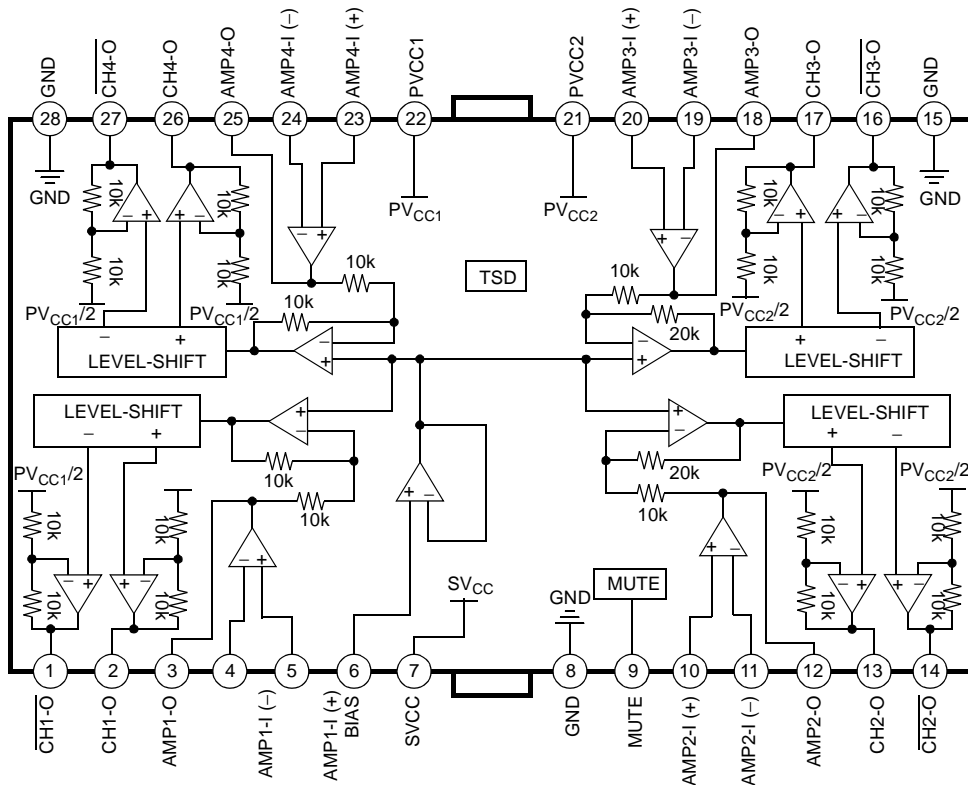 GND
CH4-O
CH4-O
AMP4-O
AMP4-I (–)
AMP4-I (+)
PVCC1
PVCC2
AMP3-I (+)
AMP3-I (–)
AMP3-O
CH3-O
CH3-O
GND
28
27
26
25
24
23
22
21
20
19
18
17
16
15
GND
10k
– +
+ –
10k
– +
PVCC1
PVCC2
+ –
10k
– +
+ –
10k
GND
10k
10k
10k
TSD
10k
10k
10k
PVCC1/2
PVCC1/2
10k
20k
PVCC2/2
PVCC2/2
– +
LEVEL-SHIFT
–
+
–
+
+ –
LEVEL-SHIFT
LEVEL-SHIFT
– +
+
–
+
–
LEVEL-SHIFT
+ –
PVCC1/2
10k
20k
PVCC2/2
PVCC2/2
10k
10k
10k
+ –
10k
10k
10k
10k
– +
– +
10k
– +
SVCC
GND
MUTE
+ –
10k
– +
+ –
10k
1
2
3
4
5
6
7
8
9
10
11
12
13
14
CH1-O
CH1-O
AMP1-O
AMP1-I (–)
AMP1-I (+)
BIAS
SVCC
GND
MUTE
AMP2-I (+)
AMP2-I (–)
AMP2-O
CH2-O
CH2-O